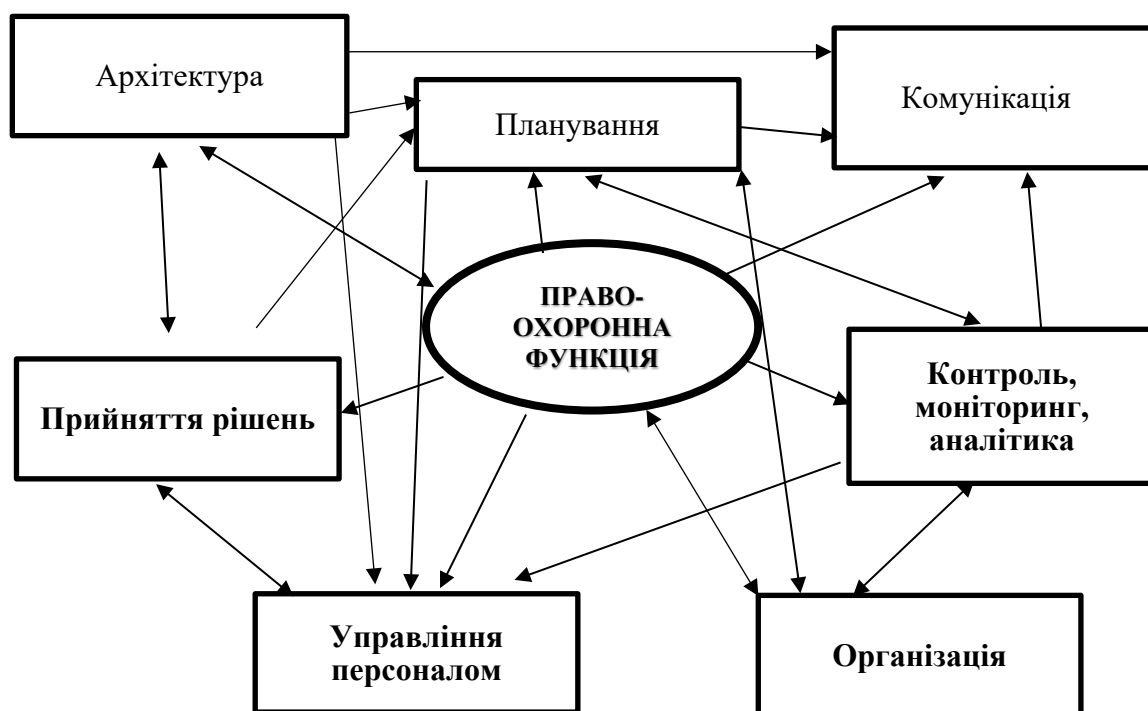 Архітектура
Комунікація
Планування
ПРАВО-
ОХОРОННА
ФУНКЦІЯ
Прийняття рішень
Контроль,
моніторинг,
аналітика
Управління
персоналом
Організація